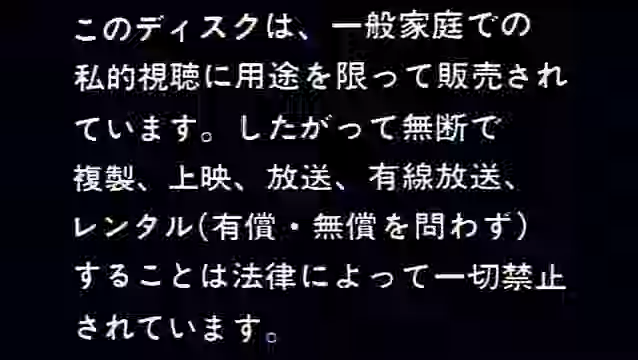 このディスクは、一般家庭での
私的視聴に用途を限って販売され
ています。したがって無断で
複製、上映、放送、有線放送、
レンタル(有償・無償を問わず)
することは法律によって一切禁止
されています。